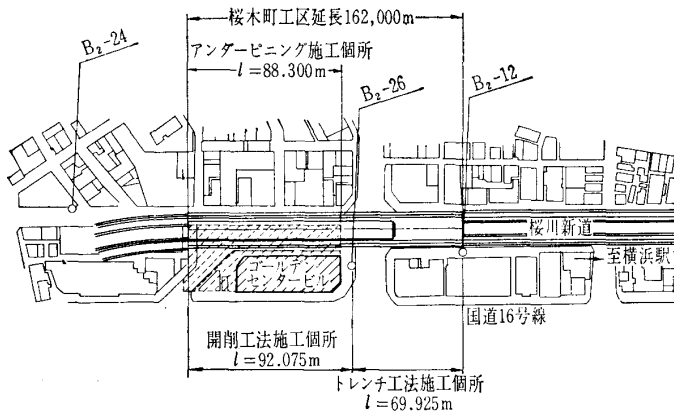 桜木町工区延長162,000m
B₂-24
アンダーピニング施工個所
l=88.300m
B₂-26
B₂-12
桜川新道
ゴールデン
センタービル
至横浜駅
国道16号線
開削工法施工個所
l=92.075m
トレンチ工法施工個所
l=69.925m